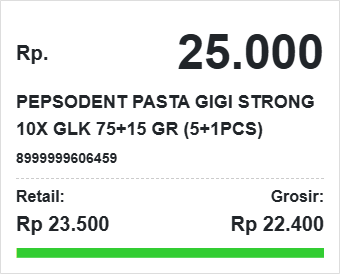 Rp. 25.000
PEPSODENT PASTA GIGI STRONG
10X GLK 75+15 GR (5+1PCS)
8999999606459
Retail: Grosir:
Rp 23.500 Rp 22.400